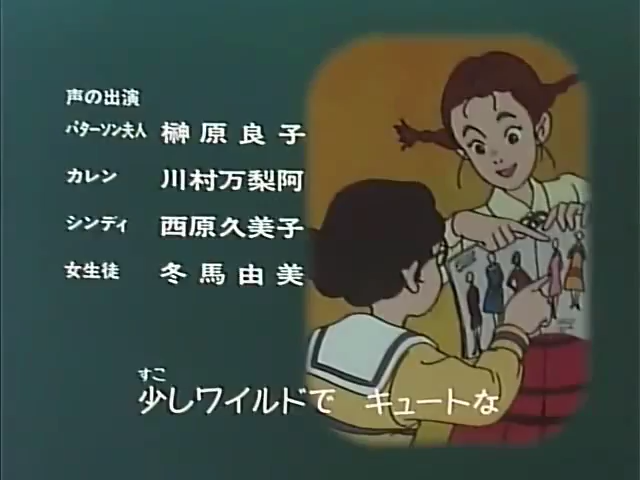 声の出演
パターソン夫人 榊原良子
カレン 川村万梨阿
シンディ 西原久美子
女生徒 冬馬由美
すこ
少しワイルドで キュートな